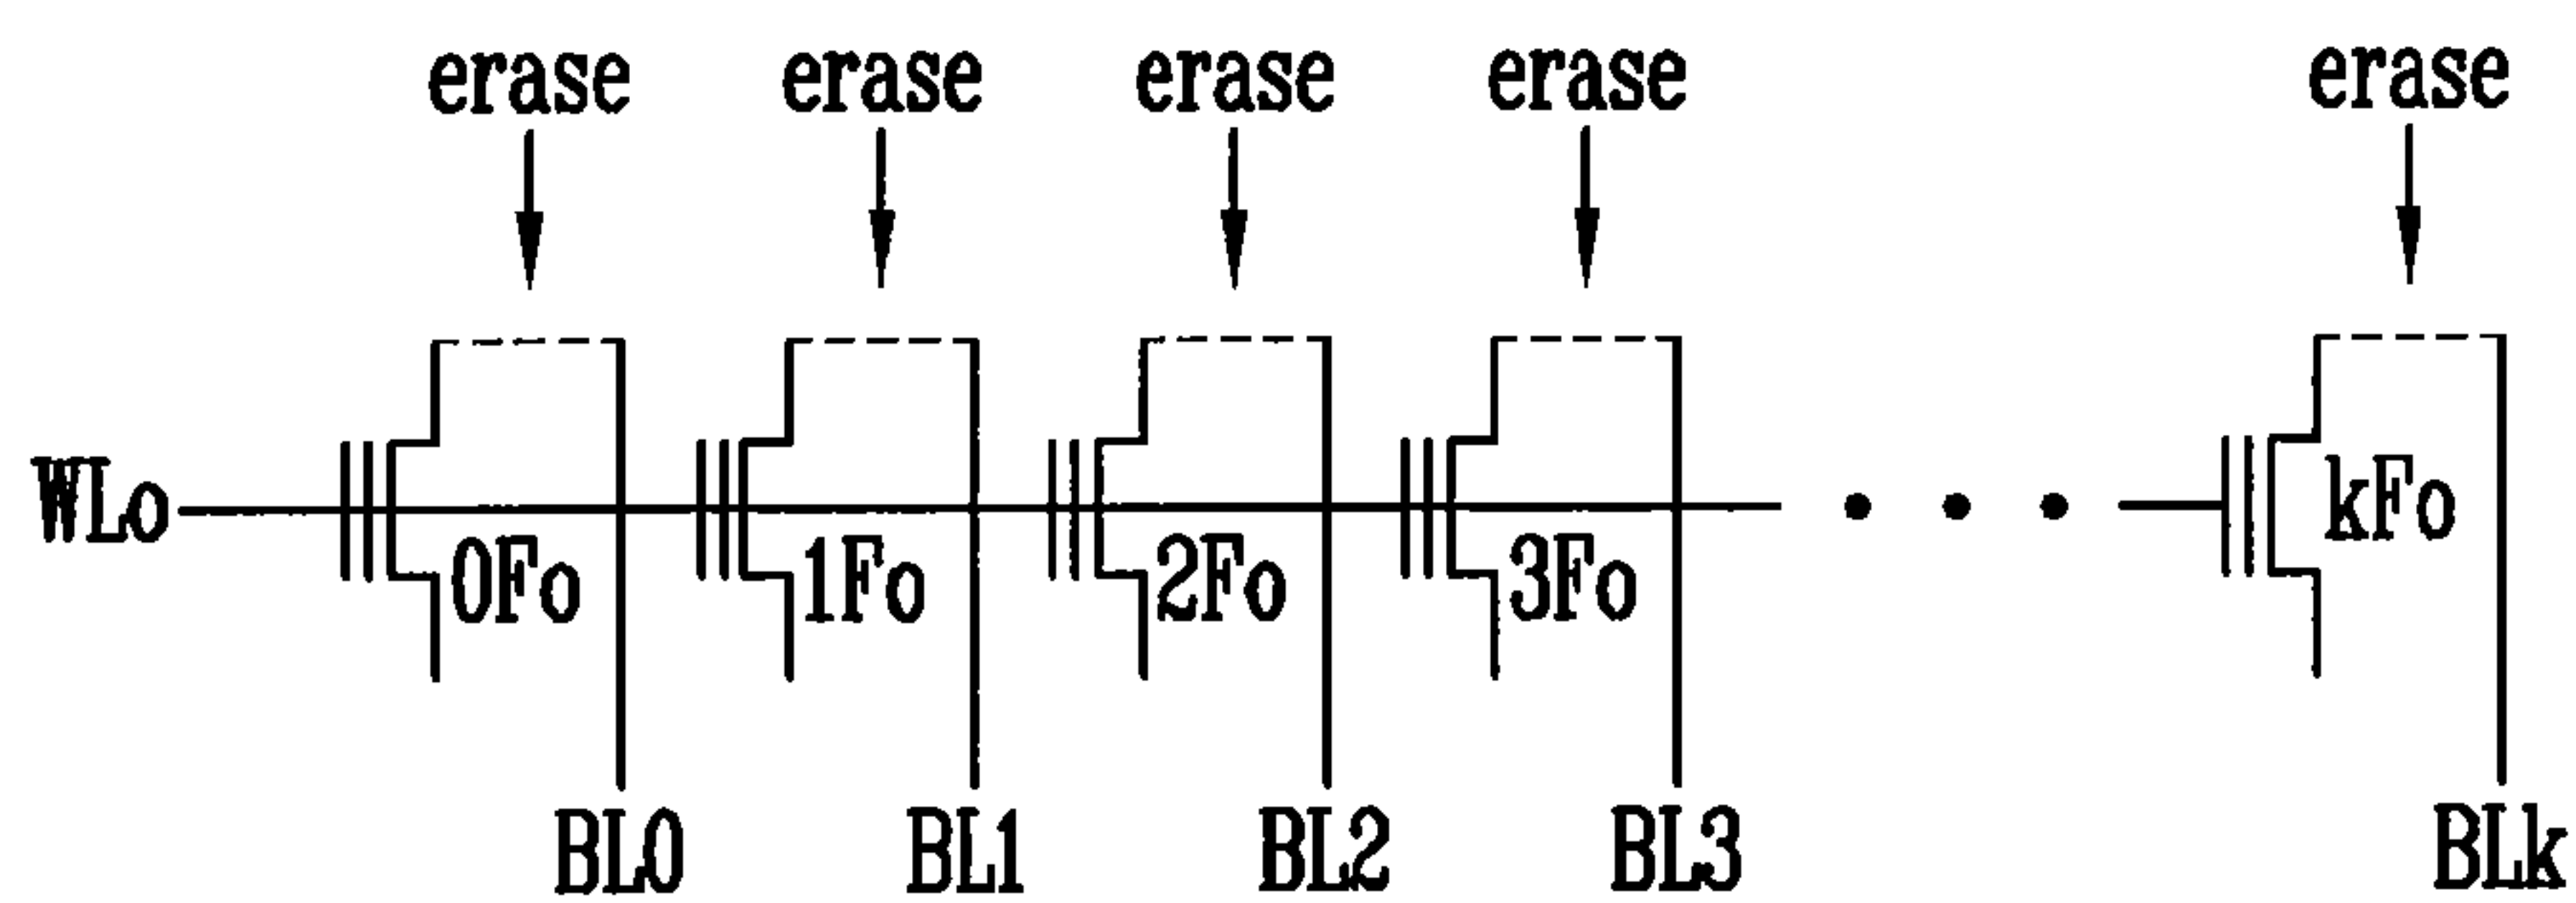 erase erase erase erase erase
WLo 0Fo 1Fo 2Fo 3Fo kFo
BL0 BL1 BL2 BL3 BLk